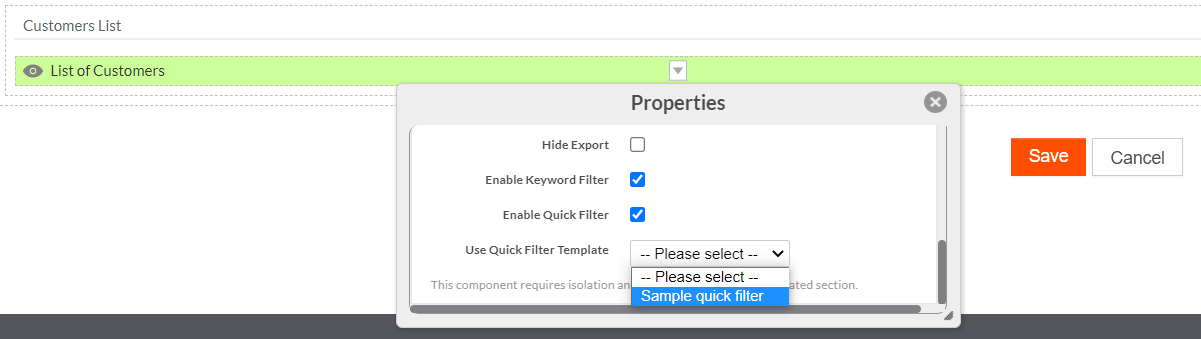 Customers List
List of Customers
Properties
Hide Export
Enable Keyword Filter
Enable Quick Filter
Use Quick Filter Template
-- Please select --
-- Please select --
Sample quick filter
This component requires isolation an
ated section.
Save
Cancel